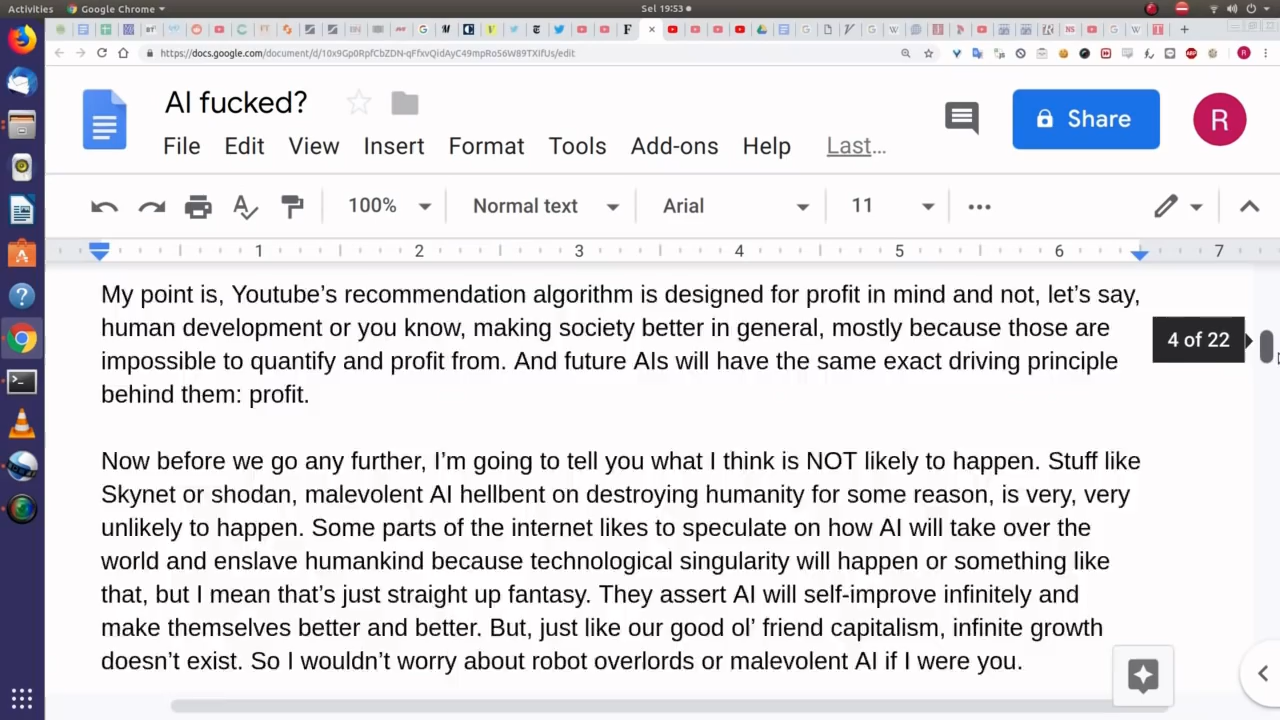 Activities Google Chrome Sel 19:53
https://docs.google.com/document/d/10x9Gp0RpfCbZDN-qFfxvQidAyC49mpRoS6W89TXIfUs/edit
AI fucked?
File Edit View Insert Format Tools Add-ons Help Last...
Share
R
100% Normal text Arial 11
1 2 3 4 5 6 7
My point is, Youtube's recommendation algorithm is designed for profit in mind and not, let's say,
human development or you know, making society better in general, mostly because those are
impossible to quantify and profit from. And future AIs will have the same exact driving principle
behind them: profit.
4 of 22
Now before we go any further, I'm going to tell you what I think is NOT likely to happen. Stuff like
Skynet or shodan, malevolent AI hellbent on destroying humanity for some reason, is very, very
unlikely to happen. Some parts of the internet likes to speculate on how AI will take over the
world and enslave humankind because technological singularity will happen or something like
that, but I mean that's just straight up fantasy. They assert AI will self-improve infinitely and
make themselves better and better. But, just like our good ol' friend capitalism, infinite growth
doesn't exist. So I wouldn't worry about robot overlords or malevolent AI if I were you.